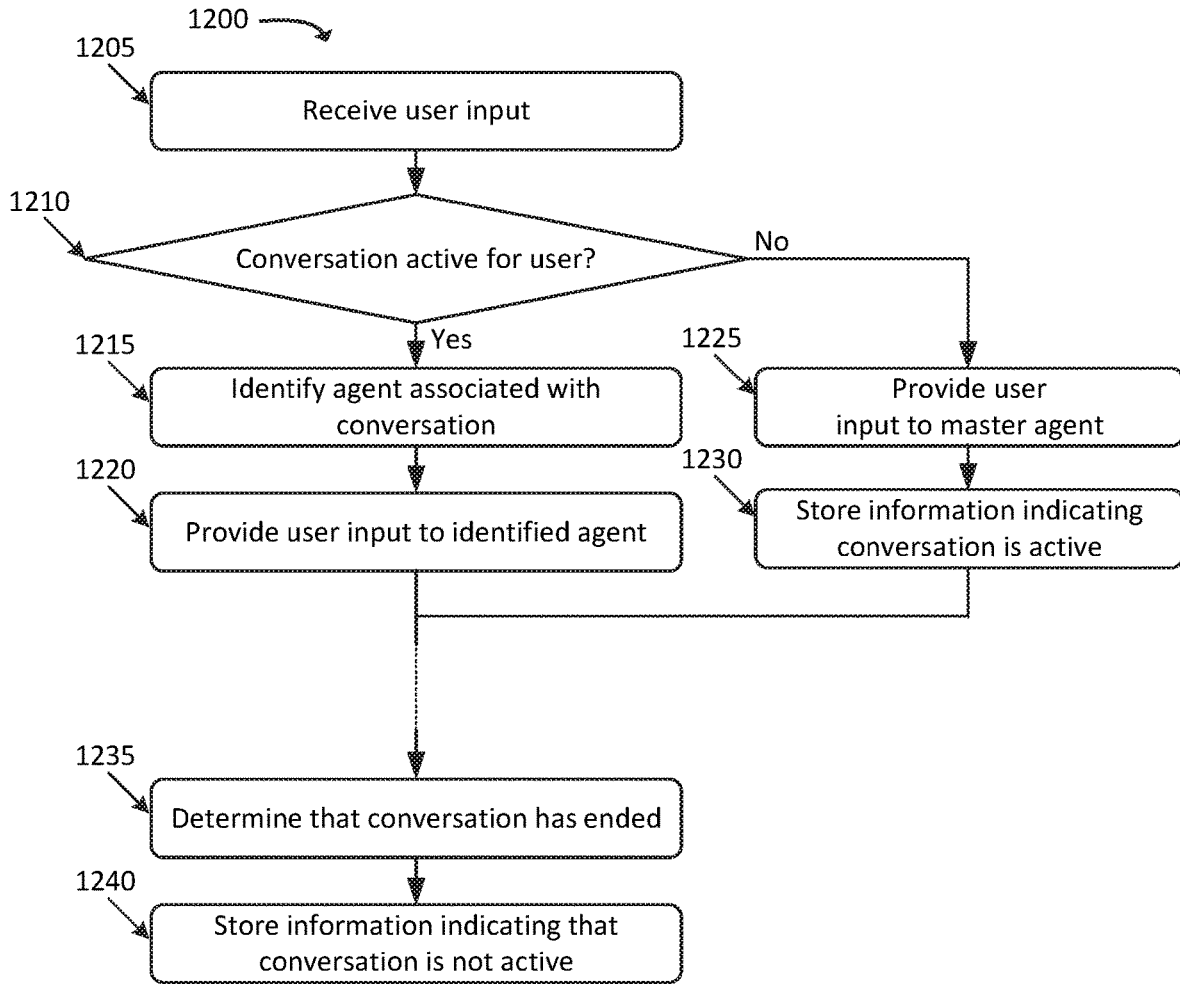 1200
1205
Receive user input
1210
Conversation active for user?
No
Yes
1215
Identify agent associated with
conversation
1225
Provide user
input to master agent
1220
Provide user input to identified agent
1230
Store information indicating
conversation is active
1235
Determine that conversation has ended
1240
Store information indicating that
conversation is not active